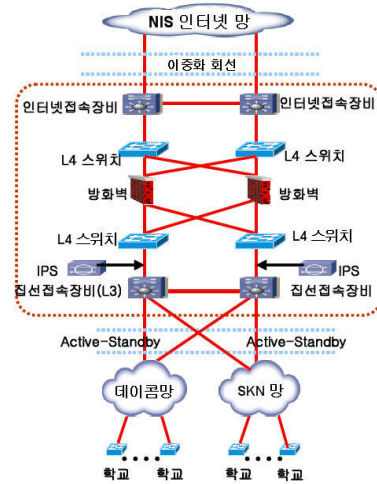 NIS 인터넷 망
이중화 회선
인터넷접속장비
인터넷접속장비
L4 스위치
L4 스위치
방화벽
방화벽
L4 스위치
L4 스위치
IPS
IPS
집선접속장비(L3)
집선접속장비
Active-Standby
Active-Standby
데이콤망
SKN 망
학교
학교
학교
학교